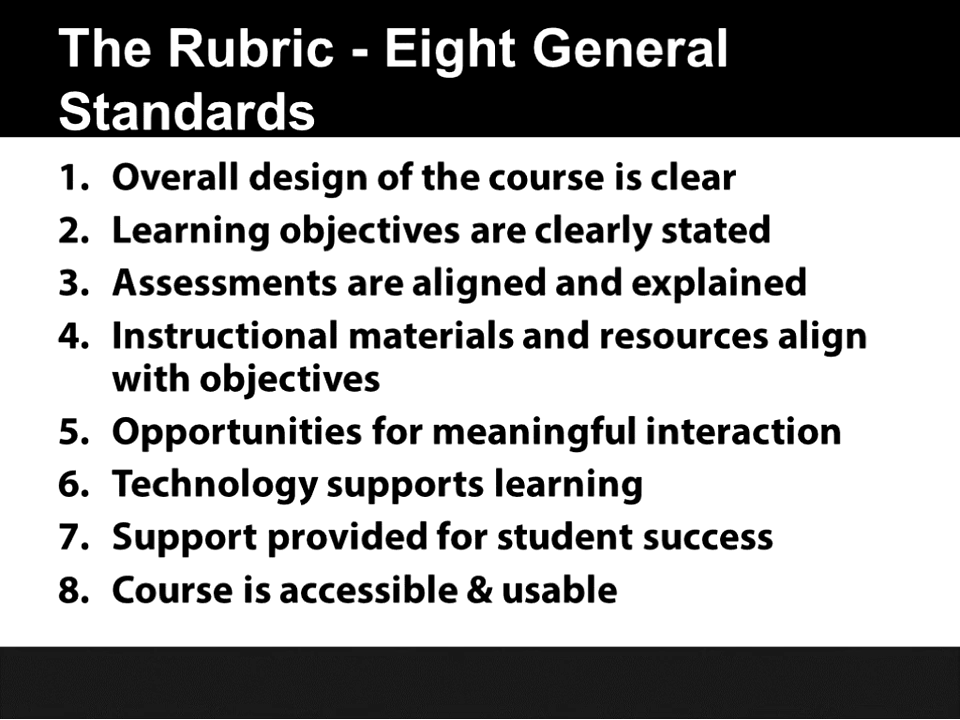 The Rubric - Eight General
Standards
1. Overall design of the course is clear
2. Learning objectives are clearly stated
3. Assessments are aligned and explained
4. Instructional materials and resources align
with objectives
5. Opportunities for meaningful interaction
6. Technology supports learning
7. Support provided for student success
8. Course is accessible & usable